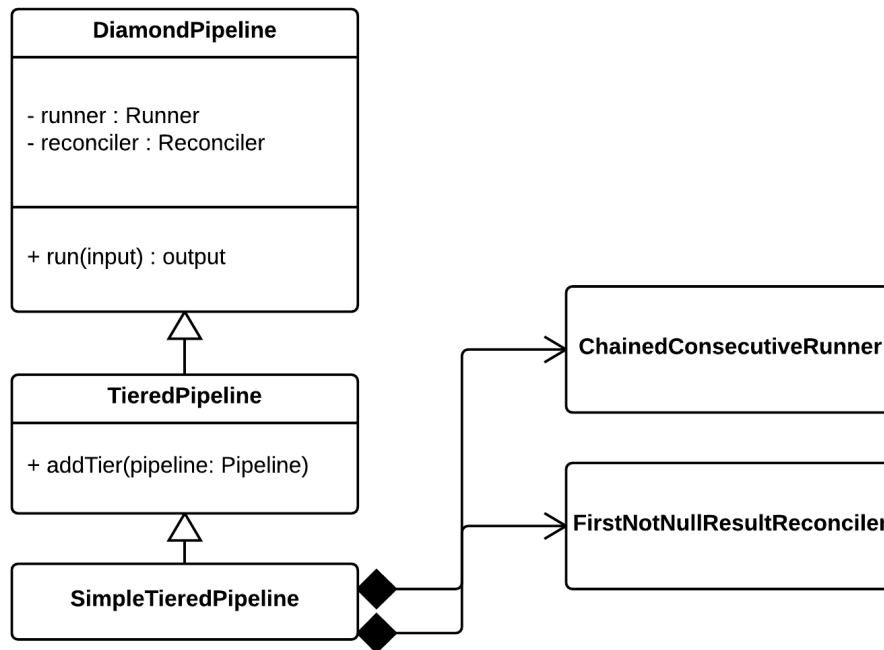 DiamondPipeline
- runner : Runner
- reconciler : Reconciler
+ run(input) : output
TieredPipeline
+ addTier(pipeline: Pipeline)
SimpleTieredPipeline
ChainedConsecutiveRunner
FirstNotNullResultReconciler